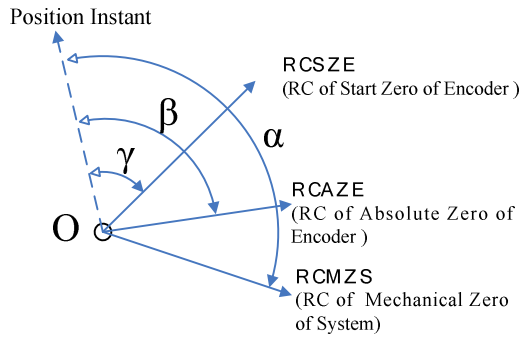 Position Instant
RCSZE
(RC of Start Zero of Encoder )
α
β
γ
RCAZE
(RC of Absolute Zero of
Encoder )
O
RCMZS
(RC of Mechanical Zero
of System)